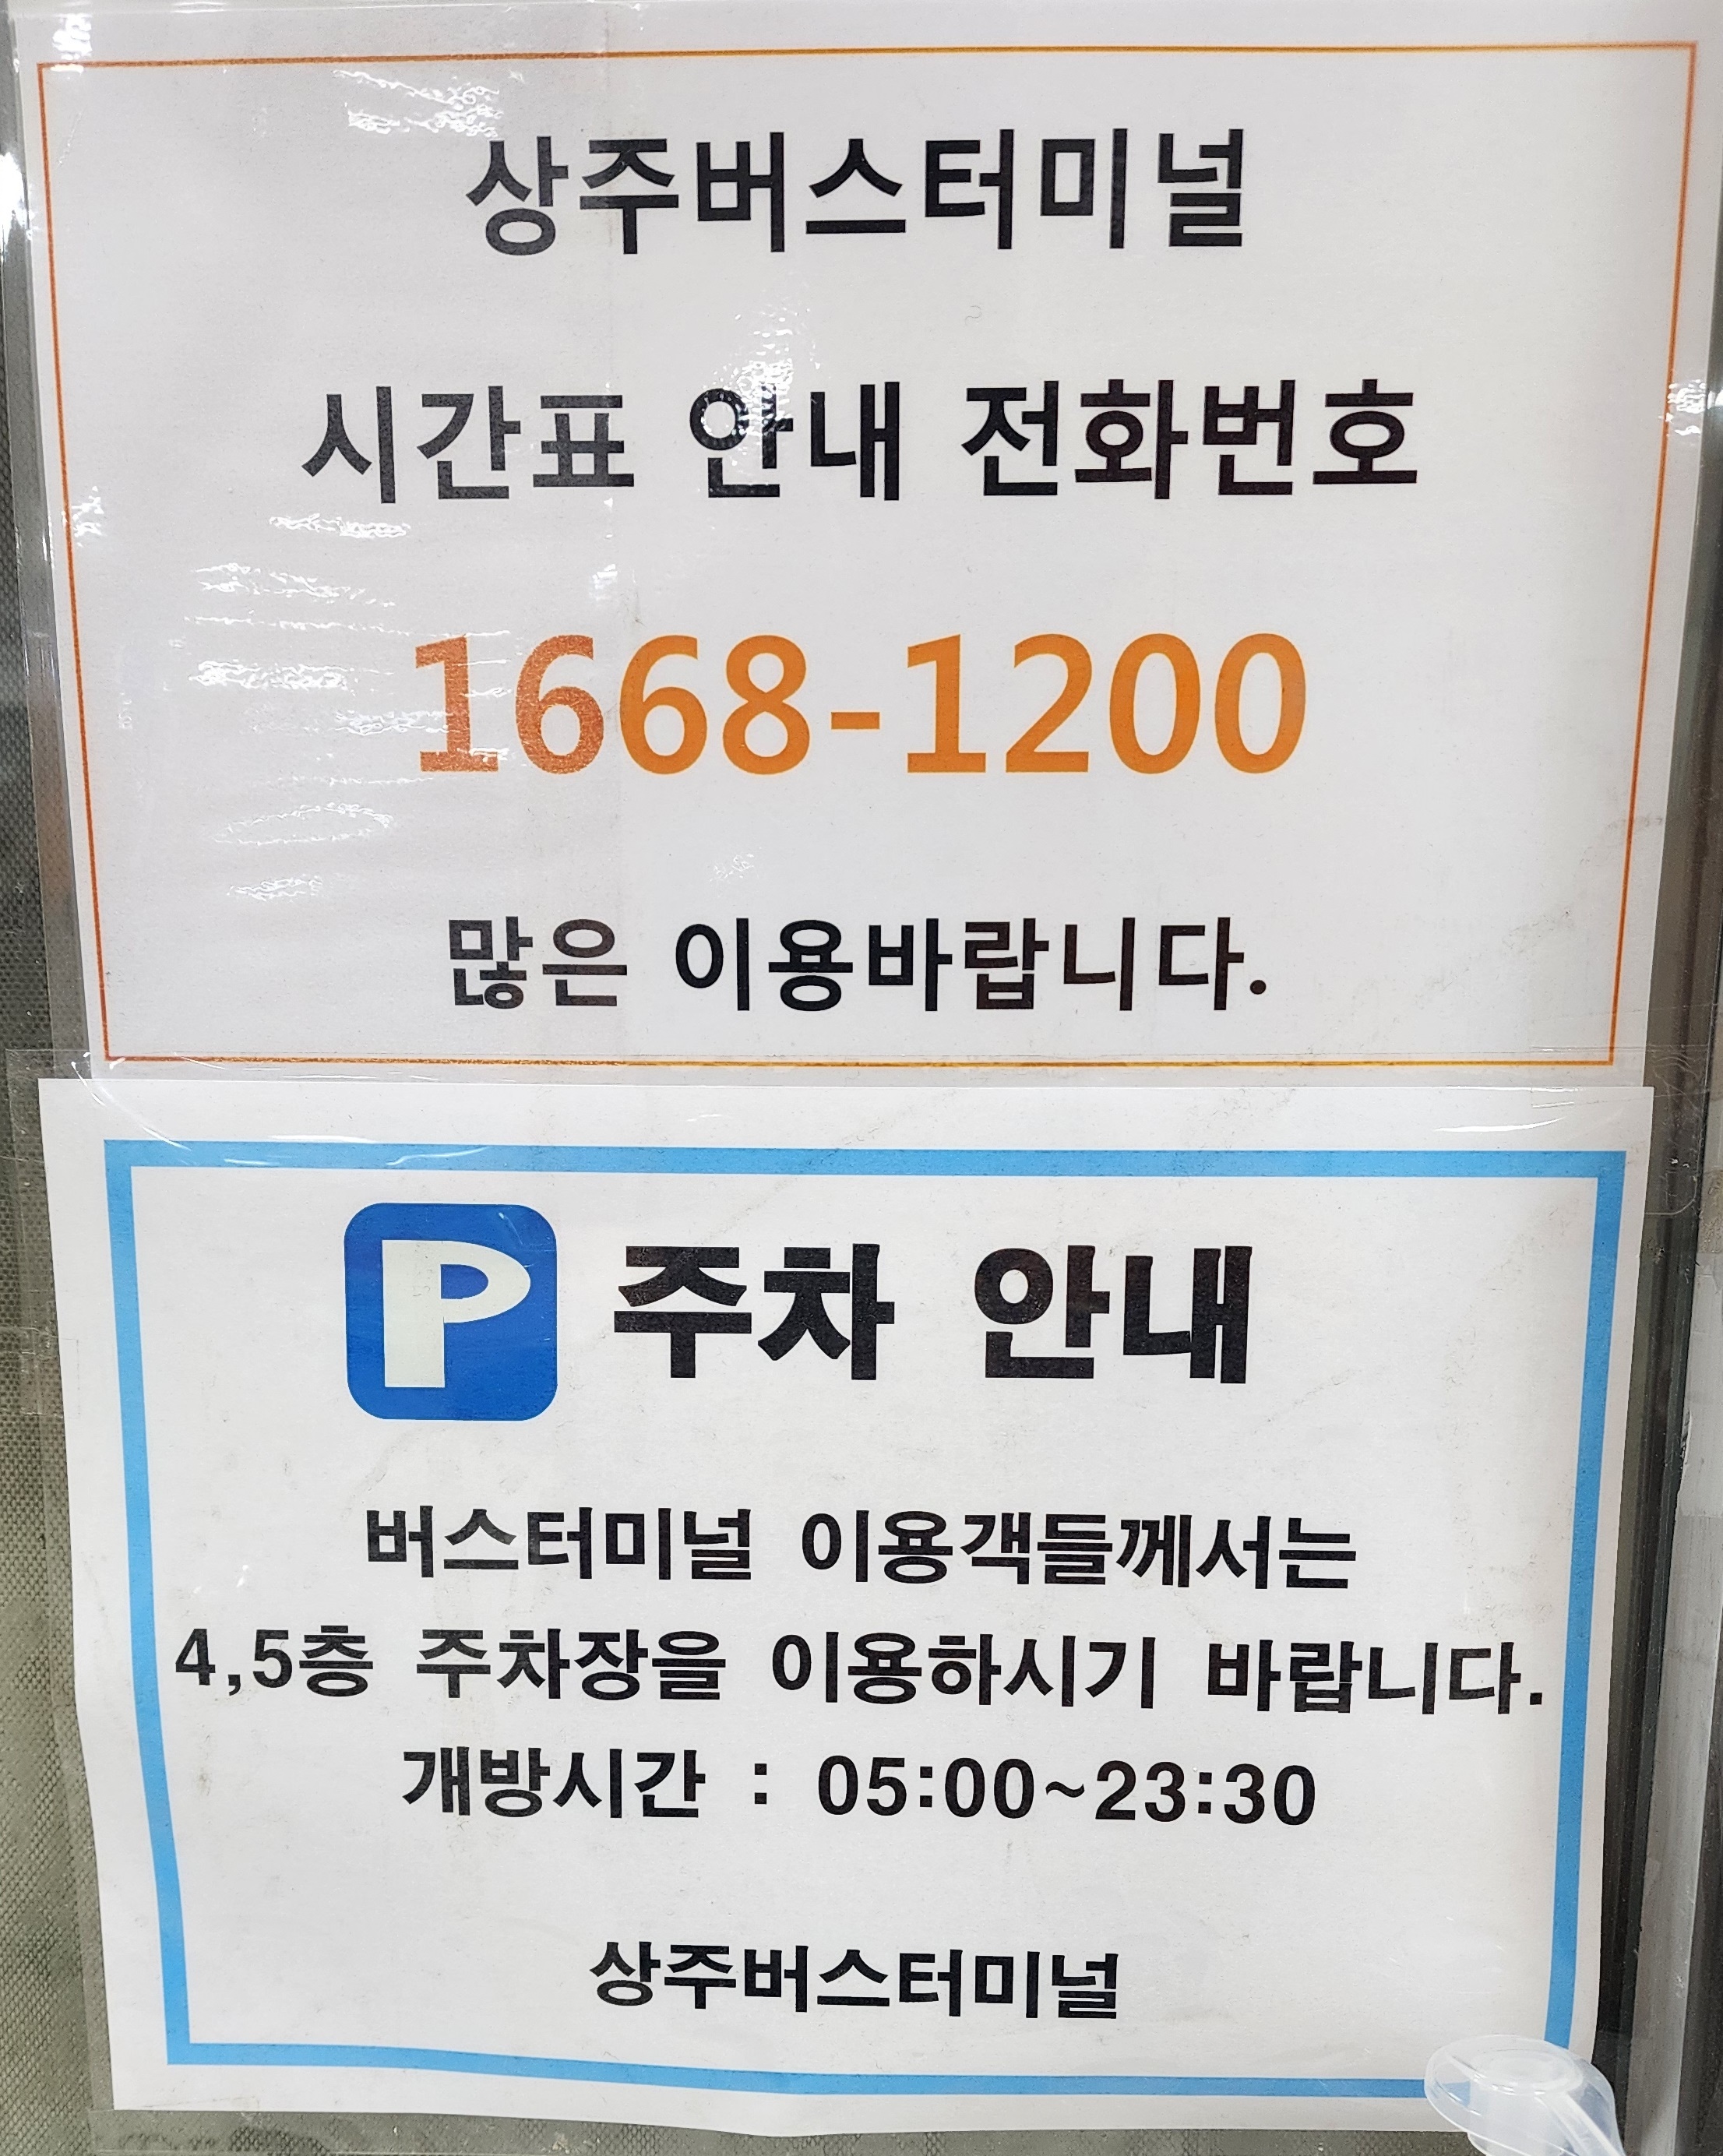 상주버스터미널
시간표 안내 전화번호
1668-1200
많은 이용바랍니다.
P 주차 안내
버스터미널 이용객들께서는
4,5층 주차장을 이용하시기 바랍니다.
개방시간 : 05:00~23:30
상주버스터미널